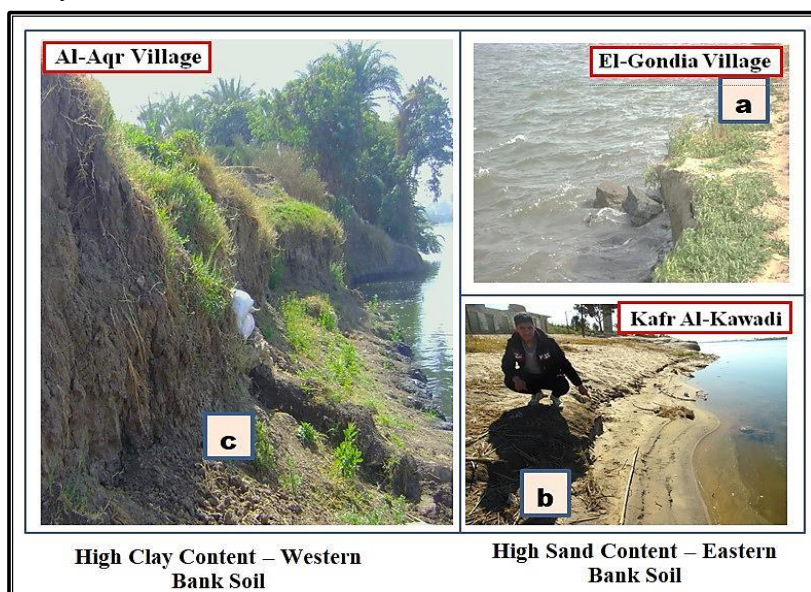 Al-Aqr Village
c
High Clay Content – Western
Bank Soil
El-Gondia Village
a
Kafr Al-Kawadi
b
High Sand Content – Eastern
Bank Soil